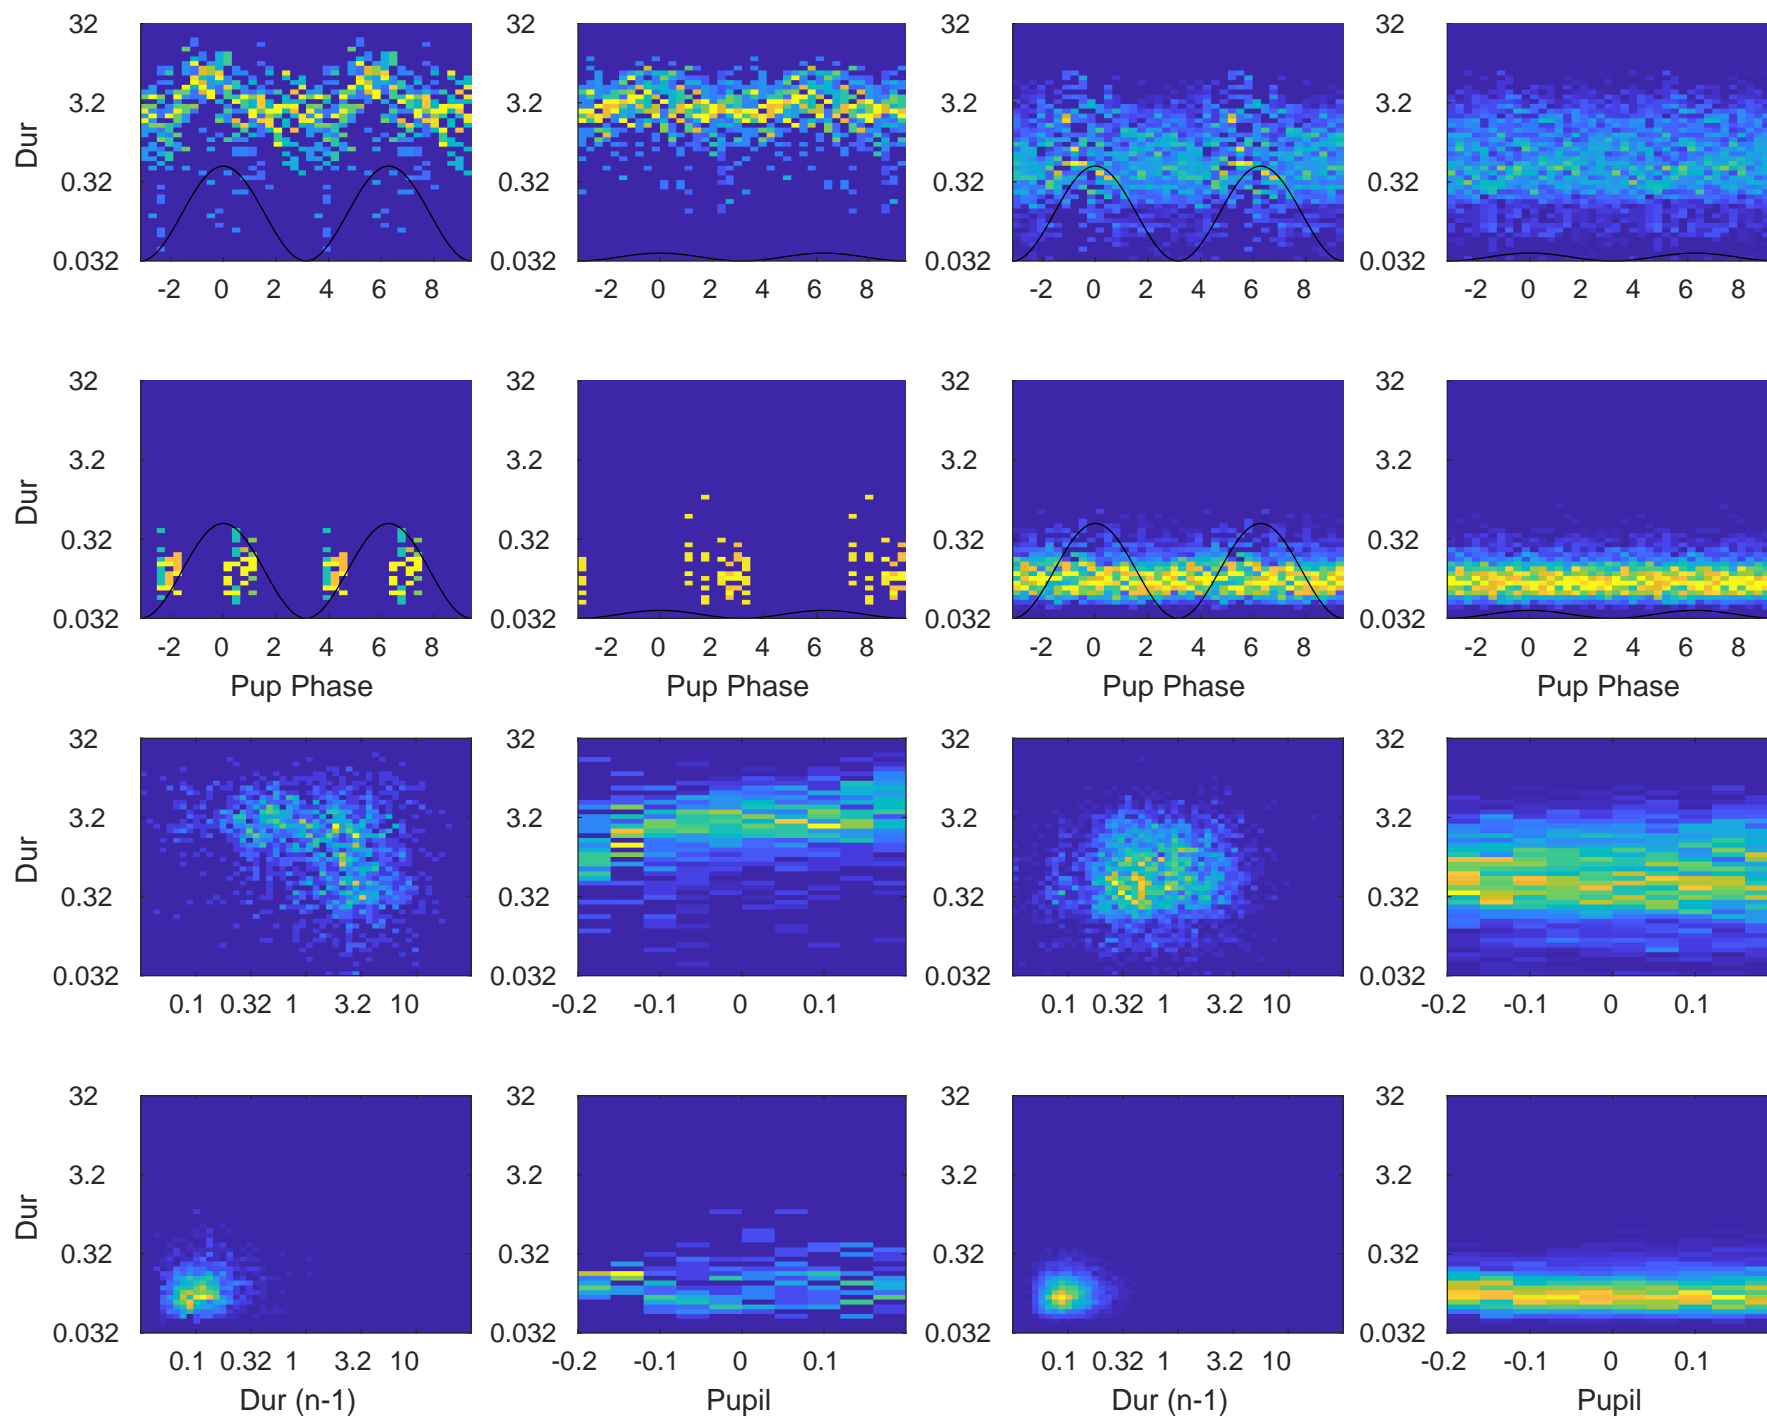 32 32 32 32
3.2 3.2 3.2 3.2
Dur
0.32 0.32 0.32 0.32
0.032 0.032 0.032 0.032
-2 0 2 4 6 8 -2 0 2 4 6 8 -2 0 2 4 6 8 -2 0 2 4 6 8
32 32 32 32
3.2 3.2 3.2 3.2
Dur
0.32 0.32 0.32 0.32
0.032 0.032 0.032 0.032
-2 0 2 4 6 8 -2 0 2 4 6 8 -2 0 2 4 6 8 -2 0 2 4 6 8
Pup Phase Pup Phase Pup Phase Pup Phase
32 32 32 32
3.2 3.2 3.2 3.2
Dur
0.32 0.32 0.32 0.32
0.032 0.032 0.032 0.032
0.1 0.32 1 3.2 10 -0.2 -0.1 0 0.1 0.1 0.32 1 3.2 10 -0.2 -0.1 0 0.1
32 32 32 32
3.2 3.2 3.2 3.2
Dur
0.32 0.32 0.32 0.32
0.032 0.032 0.032 0.032
0.1 0.32 1 3.2 10 -0.2 -0.1 0 0.1 0.1 0.32 1 3.2 10 -0.2 -0.1 0 0.1
Dur (n-1) Pupil Dur (n-1) Pupil